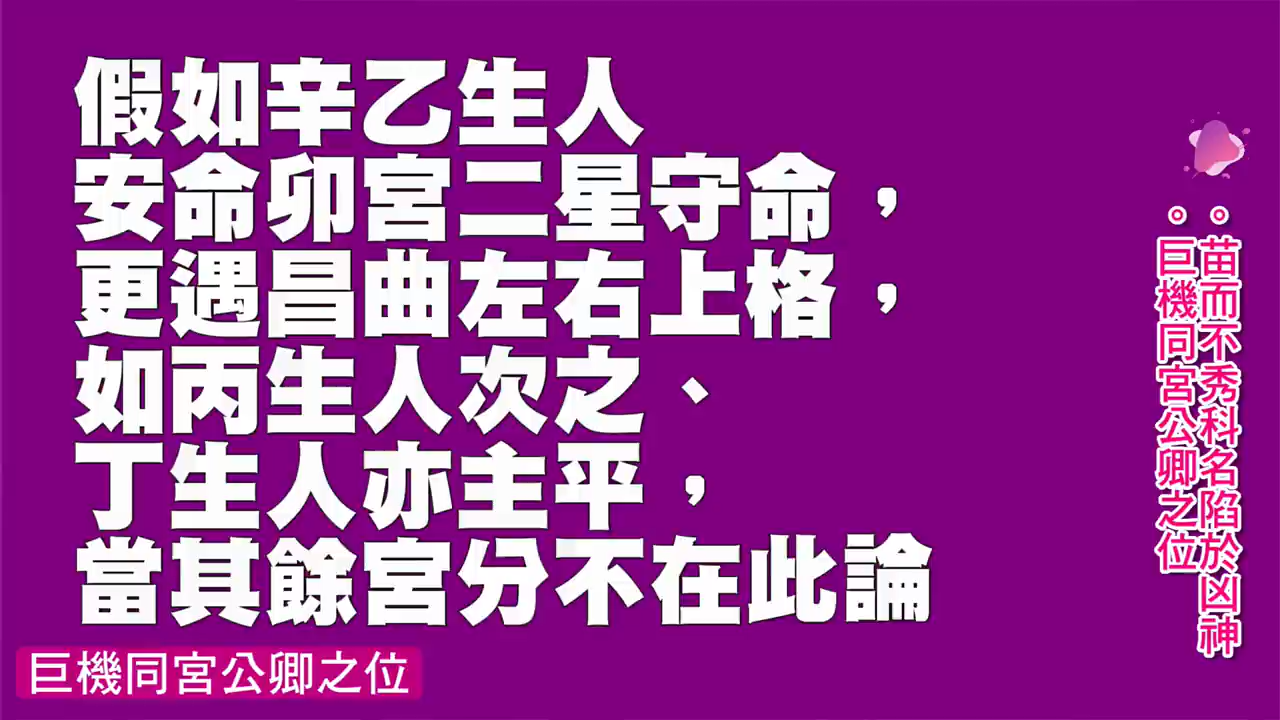 假如辛乙生人
安命卯宮二星守命，
更遇昌曲左右上格，
如丙生人次之、
丁生人亦主平，
當其餘宮分不在此論
。苗而不秀科名陷於凶神
。巨機同宮公卿之位
巨機同宮公卿之位